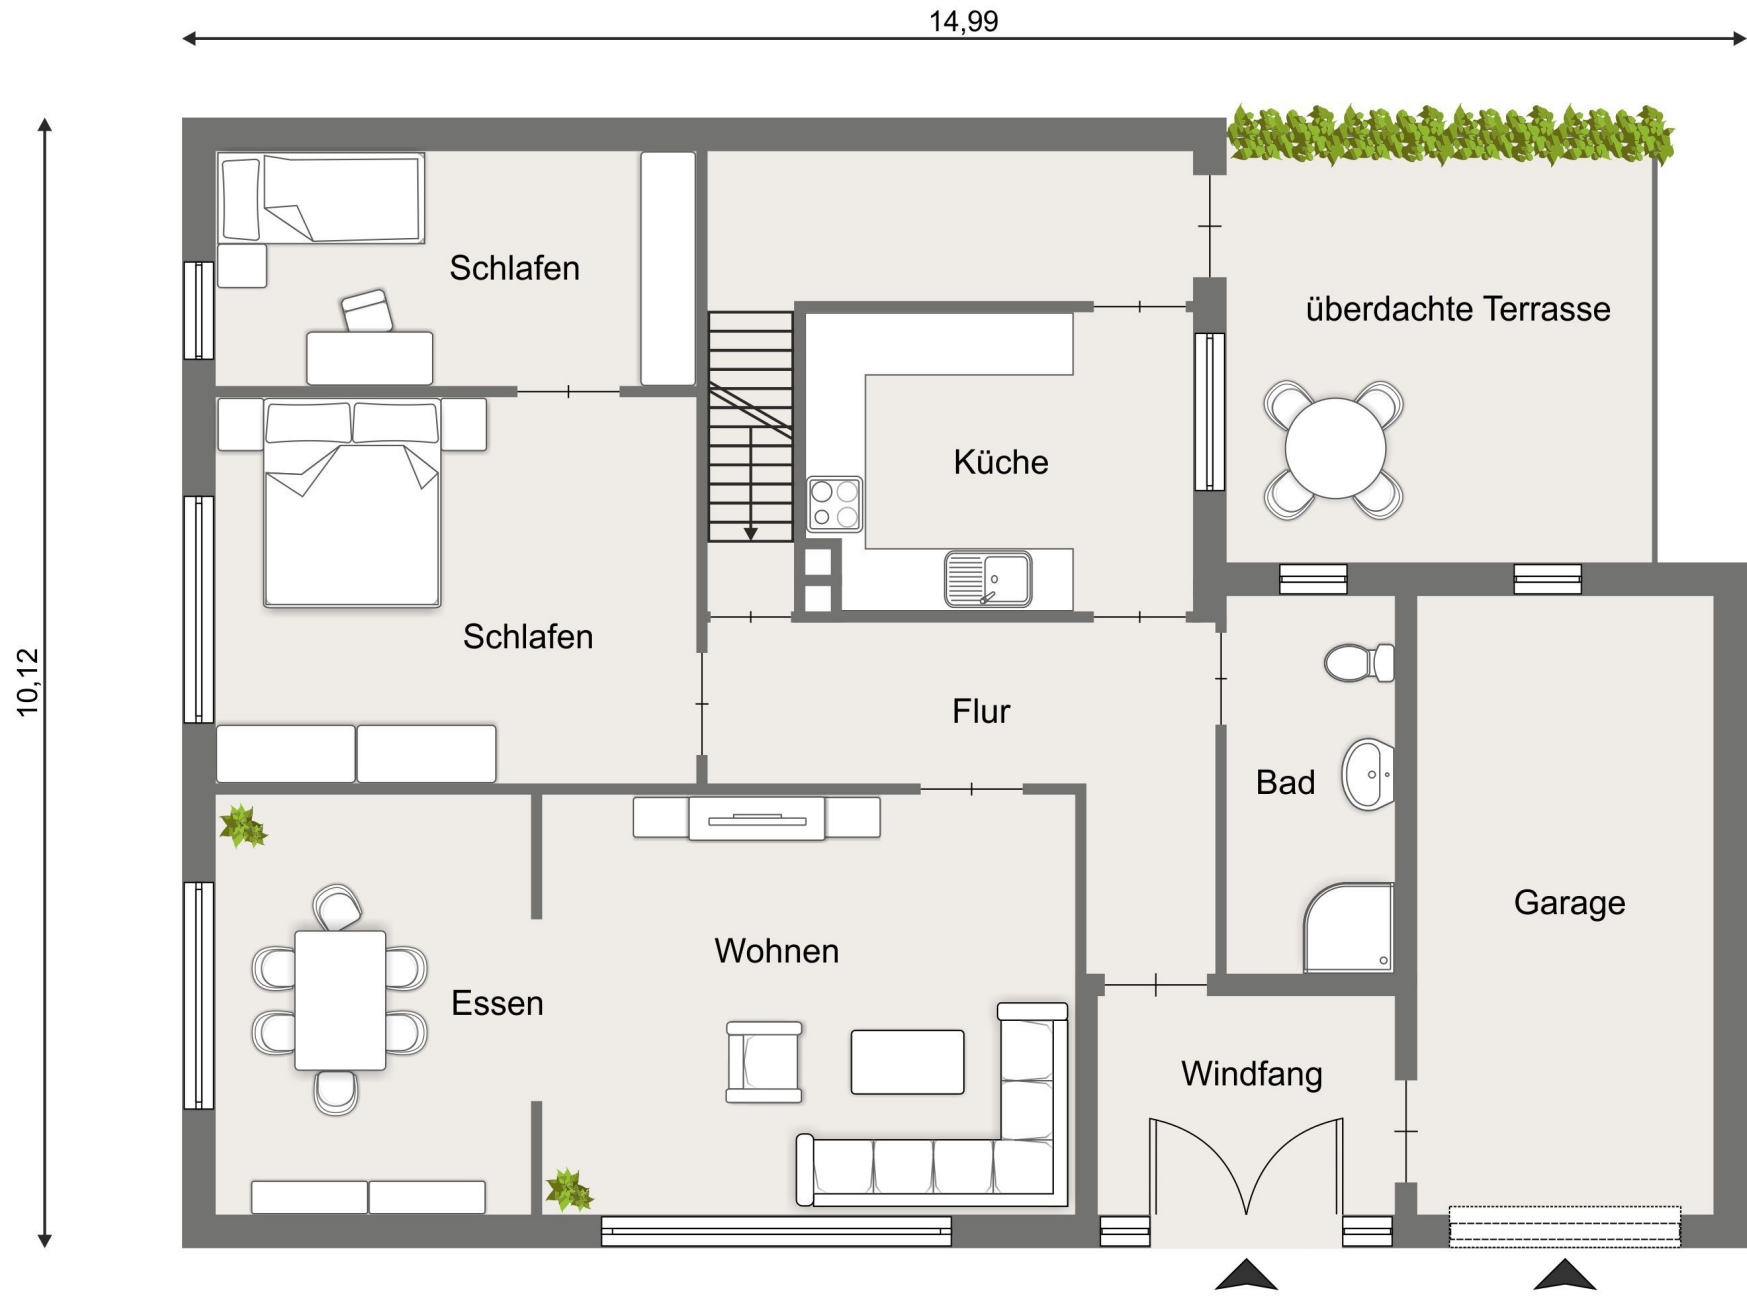 14,99
10,12
Schlafen
überdachte Terrasse
Küche
Schlafen
Flur
Bad
Garage
Wohnen
Essen
Windfang